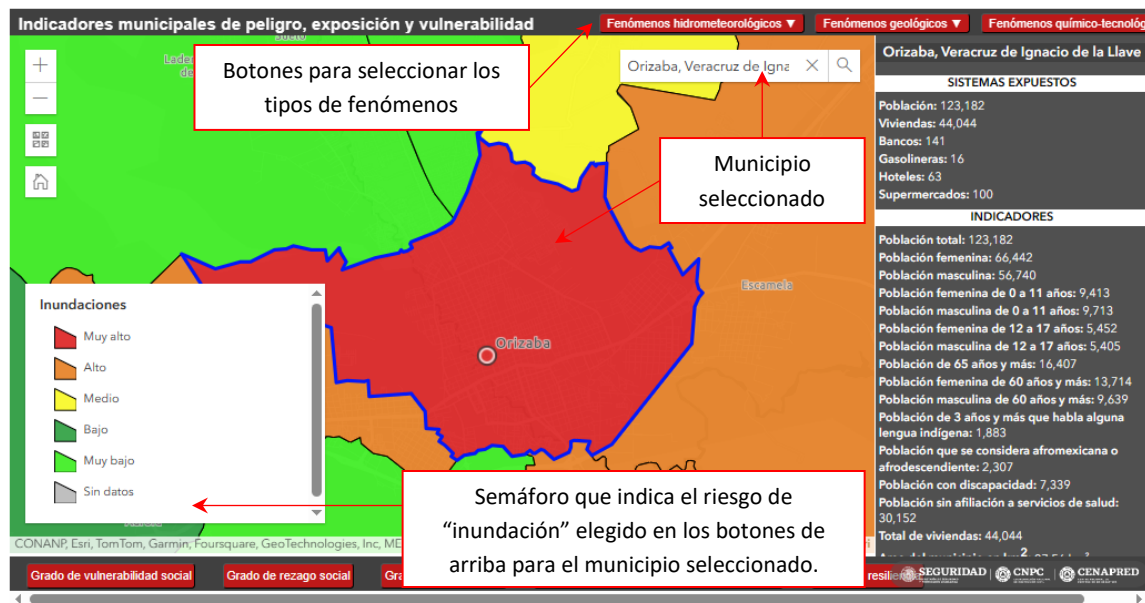 Indicadores municipales de peligro, exposición y vulnerabilidad
Fenómenos hidrometeorológicos ▼
Fenómenos geológicos ▼
Fenómenos químico-tecnológ
Botones para seleccionar los
tipos de fenómenos
Orizaba, Veracruz de Igna
Municipio
seleccionado
Escamela
Orizaba
Inundaciones
Muy alto
Alto
Medio
Bajo
Muy bajo
Sin datos
Semáforo que indica el riesgo de
“inundación” elegido en los botones de
arriba para el municipio seleccionado.
CONANP, Esri, TomTom, Garmin, Foursquare, GeoTechnologies, Inc, ME
Grado de vulnerabilidad social
Grado de rezago social
Orizaba, Veracruz de Ignacio de la Llave
SISTEMAS EXPUESTOS
Población: 123,182
Viviendas: 44,044
Bancos: 141
Gasolineras: 16
Hoteles: 63
Supermercados: 100
INDICADORES
Población total: 123,182
Población femenina: 66,442
Población masculina: 56,740
Población femenina de 0 a 11 años: 9,413
Población masculina de 0 a 11 años: 9,713
Población femenina de 12 a 17 años: 5,452
Población masculina de 12 a 17 años: 5,405
Población de 65 años y más: 16,407
Población femenina de 60 años y más: 13,714
Población masculina de 60 años y más: 9,639
Población de 3 años y más que habla alguna
lengua indígena: 1,883
Población que se considera afromexicana o
afrodescendiente: 2,307
Población con discapacidad: 7,339
Población sin afiliación a servicios de salud:
30,152
Total de viviendas: 44,044
SEGURIDAD
CNPC
CENAPRED